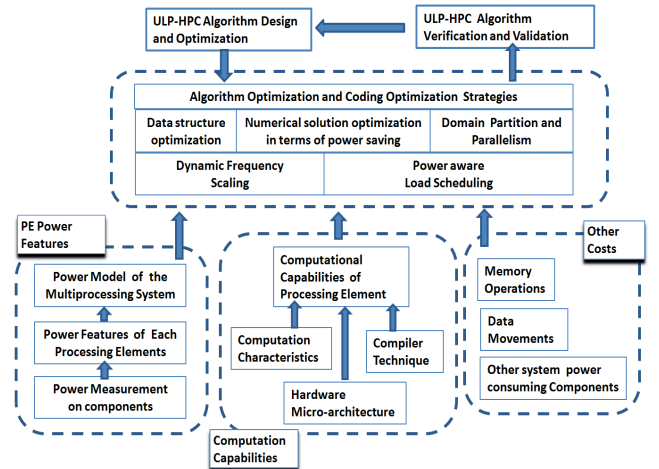 ULP-HPC Algorithm Design
and Optimization
ULP-HPC Algorithm
Verification and Validation
Algorithm Optimization and Coding Optimization Strategies
Data structure
optimization
Numerical solution optimization
in terms of power saving
Domain Partition and
Parallelism
Dynamic Frequency
Scaling
Power aware
Load Scheduling
PE Power
Features
Power Model of the
Multiprocessing System
Power Features of Each
Processing Elements
Power Measurement
on components
Computational
Capabilities of
Processing Element
Computation
Characteristics
Compiler
Technique
Hardware
Micro-architecture
Computation
Capabilities
Other
Costs
Memory
Operations
Data
Movements
Other system power
consuming Components